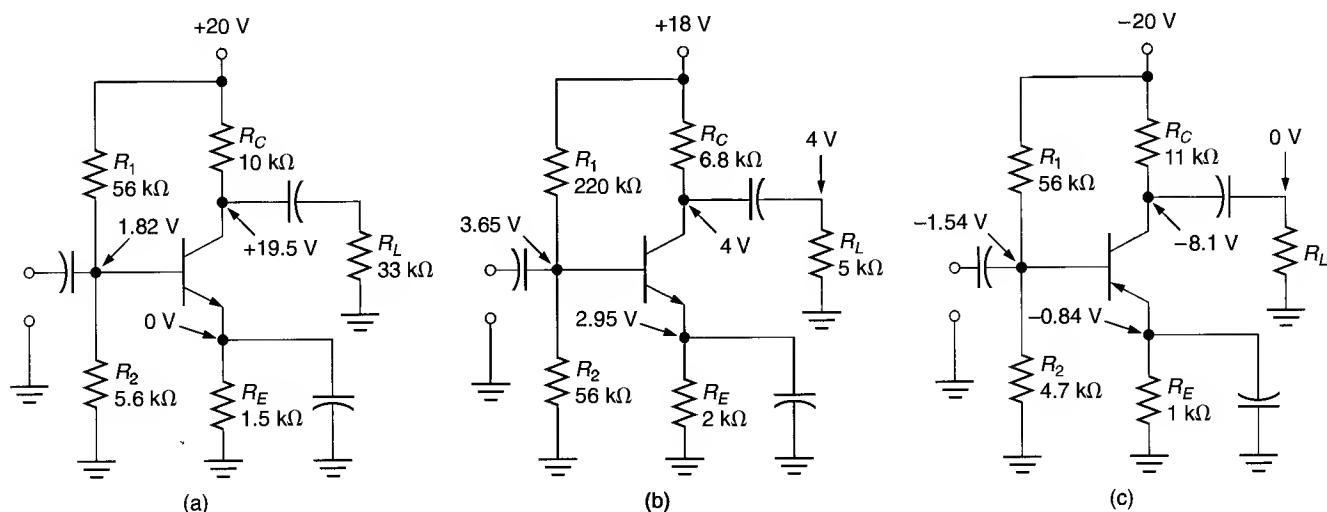 +20 V
R1
56 kΩ
RC
10 kΩ
1.82 V
+19.5 V
RL
33 kΩ
0 V
R2
5.6 kΩ
RE
1.5 kΩ
(a)
+18 V
R1
220 kΩ
RC
6.8 kΩ
4 V
3.65 V
4 V
RL
5 kΩ
2.95 V
R2
56 kΩ
RE
2 kΩ
(b)
−20 V
R1
56 kΩ
RC
11 kΩ
0 V
−1.54 V
−8.1 V
RL
−0.84 V
R2
4.7 kΩ
RE
1 kΩ
(c)